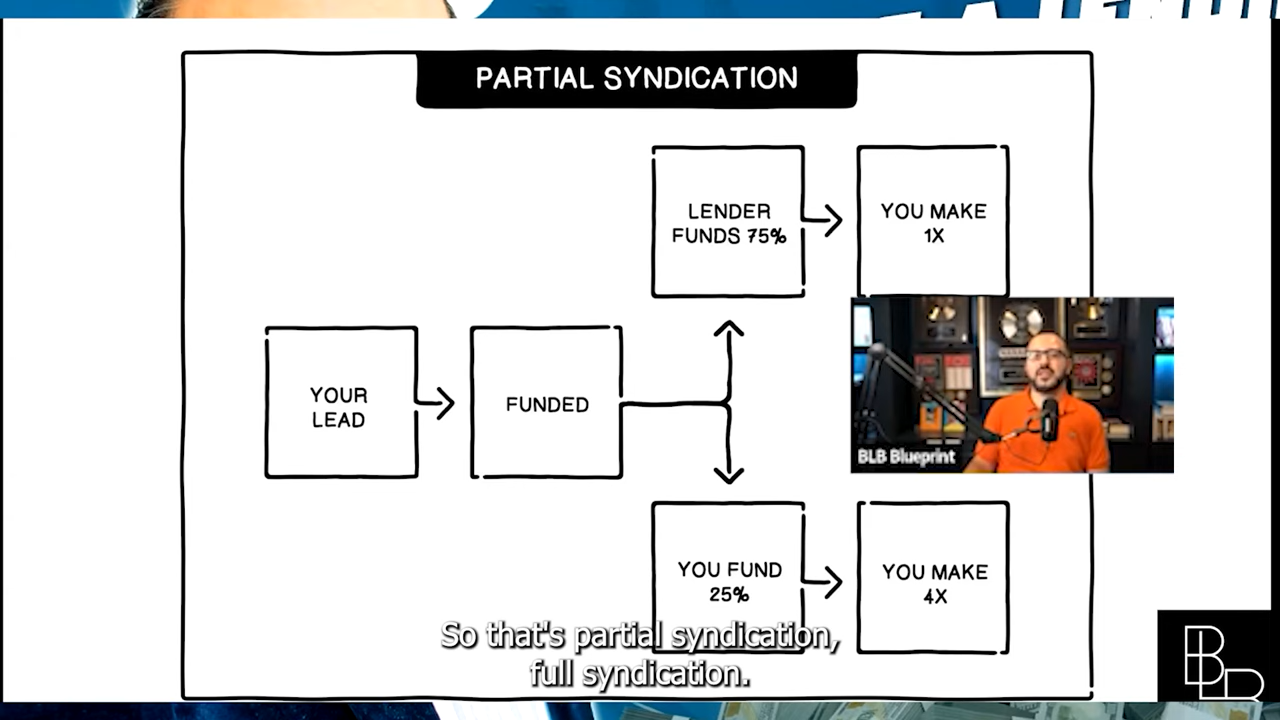 PARTIAL SYNDICATION
LENDER
FUNDS 75%
YOU MAKE
1X
YOUR
LEAD
FUNDED
BLB Blueprint
YOU FUND
25%
YOU MAKE
4X
So that's partial syndication,
full syndication.